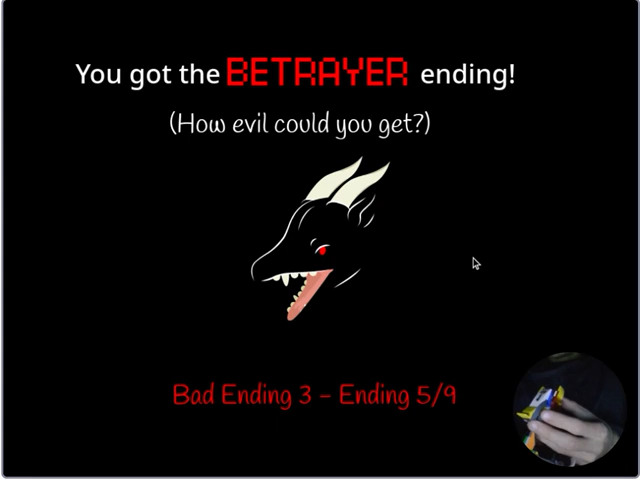 You got the BETRAYER ending!
(How evil could you get?)
Bad Ending 3 - Ending 5/9